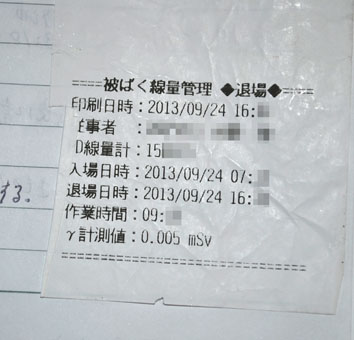 ====被ばく線量管理 ◆退場◆====
印刷日時:2013/09/24 16:
事者 :
D線量計:15
入場日時:2013/09/24 07:
退場日時:2013/09/24 16:
作業時間:09:
γ計測値:0.005 mSv
============================
する.